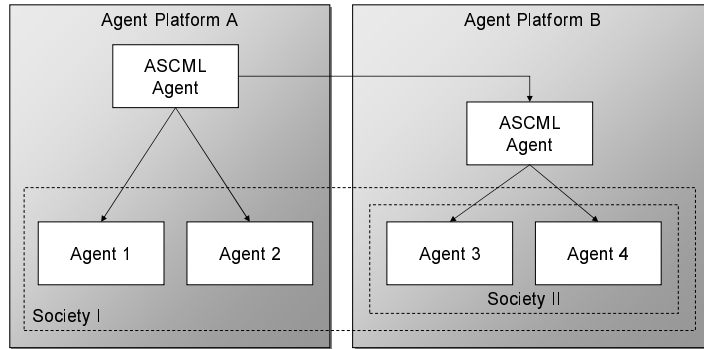 Agent Platform A
Agent Platform B
ASCML
Agent
ASCML
Agent
Agent 1
Agent 2
Agent 3
Agent 4
Society II
Society I